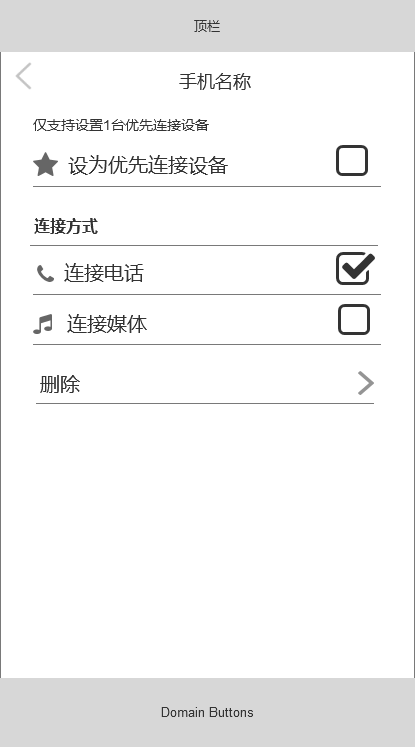 顶栏
手机名称
仅支持设置1台优先连接设备
设为优先连接设备
连接方式
连接电话
连接媒体
删除
Domain Buttons